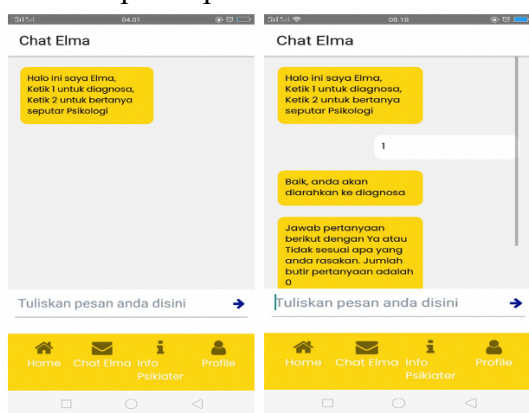 04.01
Chat Elma
Halo ini saya Elma,
Ketik 1 untuk diagnosa,
Ketik 2 untuk bertanya
seputar Psikologi
Tuliskan pesan anda disini
Home Chat Elma Info Psikiater Profile
08.18
Chat Elma
Halo ini saya Elma,
Ketik 1 untuk diagnosa,
Ketik 2 untuk bertanya
seputar Psikologi
1
Baik, anda akan
diarahkan ke diagnosa
Jawab pertanyaan
berikut dengan Ya atau
Tidak sesuai apa yang
anda rasakan. Jumlah
butir pertanyaan adalah
0
Tuliskan pesan anda disini
Home Chat Elma Info Psikiater Profile